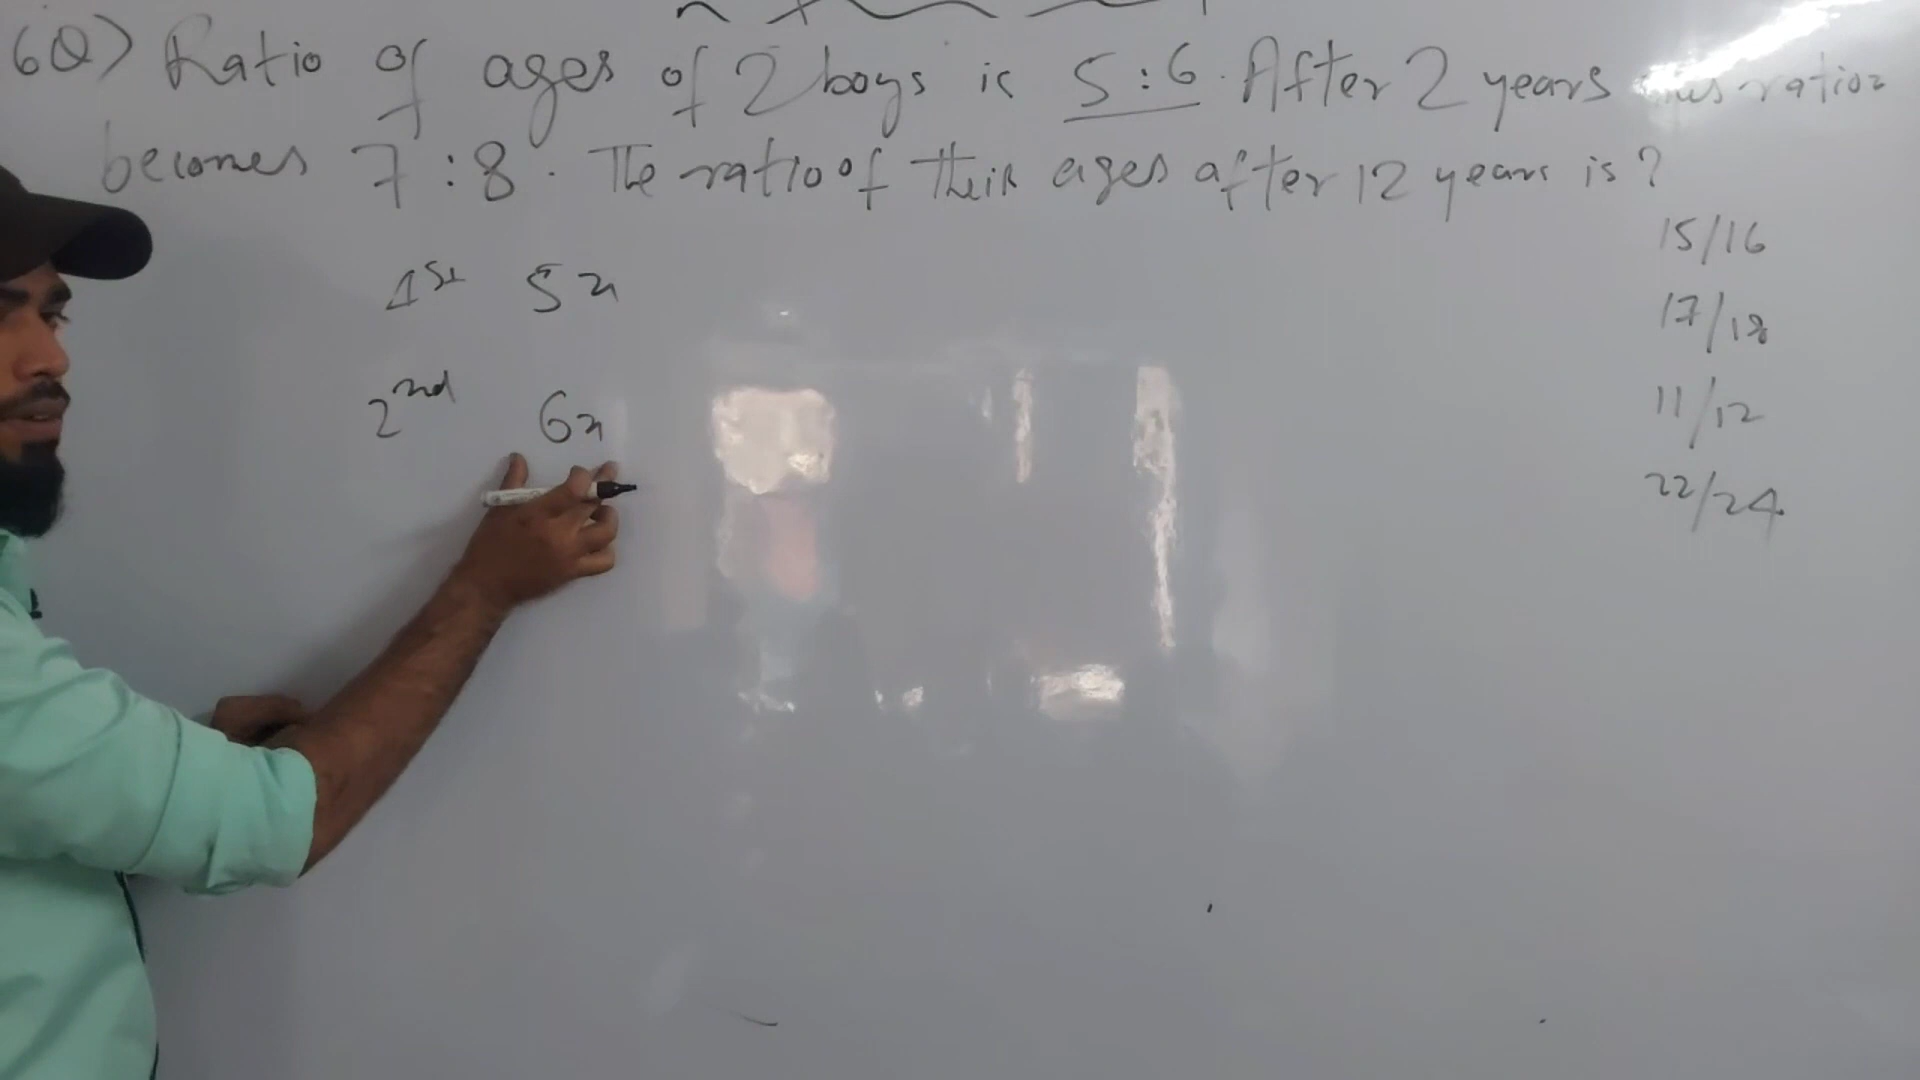 6Q) Ratio of ages of 2 boys is 5:6. After 2 years ratio
becomes 7:8. The ratio of their ages after 12 years is?
15/16
1st 5x
17/18
2nd 6x
11/12
22/24